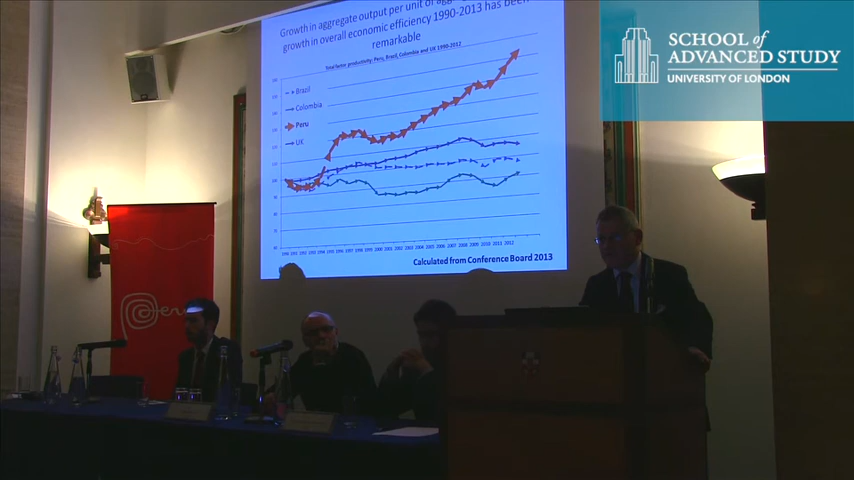 Growth in aggregate output per unit of
growth in overall economic efficiency 1990-2013 has been
remarkable
Total factor productivity: Peru, Brazil, Colombia and UK 1990-2012
Brazil
Colombia
Peru
UK
Calculated from Conference Board 2013
SCHOOL of
ADVANCED STUDY
UNIVERSITY OF LONDON
Peru